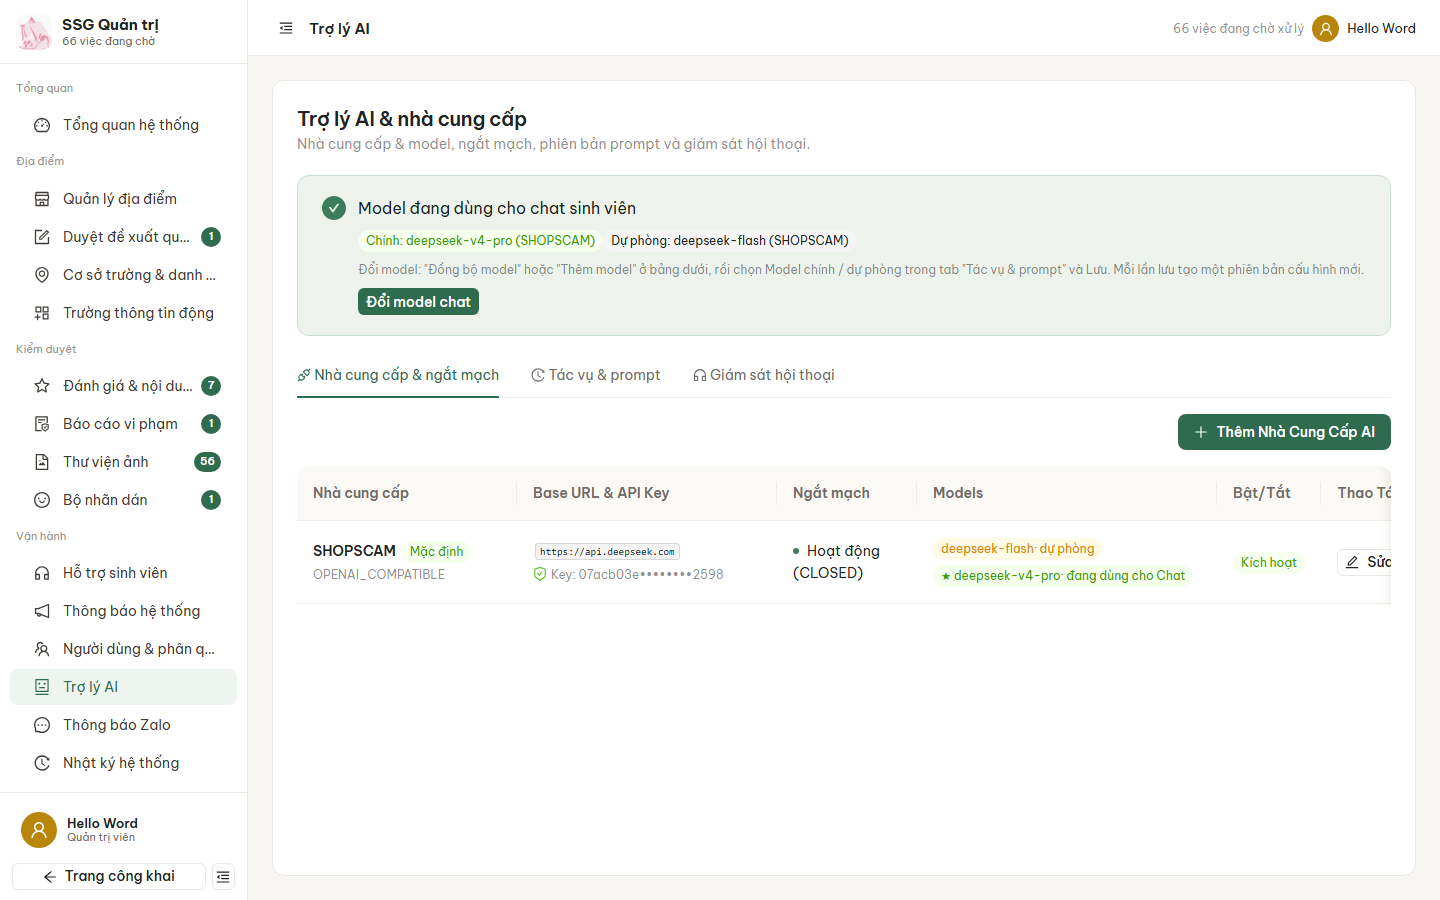 SSG Quản trị
66 việc đang chờ
Tổng quan
Tổng quan hệ thống
Địa điểm
Quản lý địa điểm
Duyệt đề xuất qu... 1
Cơ sở trường & danh ...
Trường thông tin động
Kiểm duyệt
Đánh giá & nội du... 7
Báo cáo vi phạm 1
Thư viện ảnh 56
Bộ nhãn dán 1
Vận hành
Hỗ trợ sinh viên
Thông báo hệ thống
Người dùng & phân q...
Trợ lý AI
Thông báo Zalo
Nhật ký hệ thống
Hello Word
Quản trị viên
Trang công khai
Trợ lý AI
66 việc đang chờ xử lý
Hello Word
Trợ lý AI & nhà cung cấp
Nhà cung cấp & model, ngắt mạch, phiên bản prompt và giám sát hội thoại.
Model đang dùng cho chat sinh viên
Chính: deepseek-v4-pro (SHOPSCAM) Dự phòng: deepseek-flash (SHOPSCAM)
Đổi model: "Đồng bộ model" hoặc "Thêm model" ở bảng dưới, rồi chọn Model chính / dự phòng trong tab "Tác vụ & prompt" và Lưu. Mỗi lần lưu tạo một phiên bản cấu hình mới.
Đổi model chat
Nhà cung cấp & ngắt mạch Tác vụ & prompt Giám sát hội thoại
Thêm Nhà Cung Cấp AI
Nhà cung cấp Base URL & API Key Ngắt mạch Models Bật/Tắt Thao Tá
SHOPSCAM Mặc định
OPENAI_COMPATIBLE
https://api.deepseek.com
Key: 07acb03e••••••••2598
Hoạt động
(CLOSED)
deepseek-flash· dự phòng
★ deepseek-v4-pro· đang dùng cho Chat
Kích hoạt
Sửa